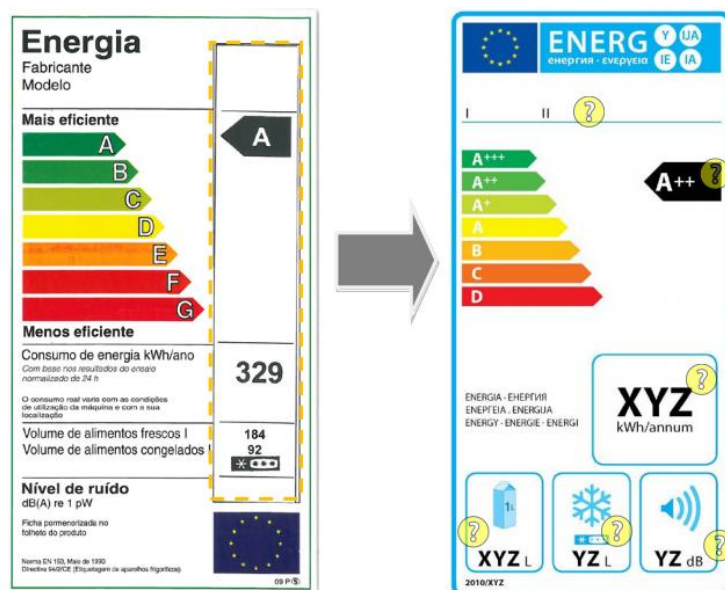 Energia
Fabricante
Modelo
Mais eficiente
A
A
B
C
D
E
F
G
Menos eficiente
Consumo de energia kWh/ano
Com base nos resultados do ensaio
normalizado de 24 h
329
O consumo real varia com as condições
de utilização da máquina e com a sua
localização
Volume de alimentos frescos l 184
Volume de alimentos congelados l 92
Nível de ruído
dB(A) re 1 pW
Ficha pormenorizada no
folheto do produto
Norma EN 153, Maio de 1990
Directiva 94/2/CE (Etiquetagem de aparelhos frigoríficos)
09 P(S)
ENERG Y IJA
енергия · ενεργεια IE IA
I II ?
A+++
A++ A++ ?
A+
A
B
C
D
ENERGIA · ЕНЕРГИЯ
ΕΝΕΡΓΕΙΑ · ENERGIJA
ENERGY · ENERGIE · ENERGI
?
XYZ
kWh/annum
1L
? ? ?
XYZ L YZ L YZ dB
2010/XYZ